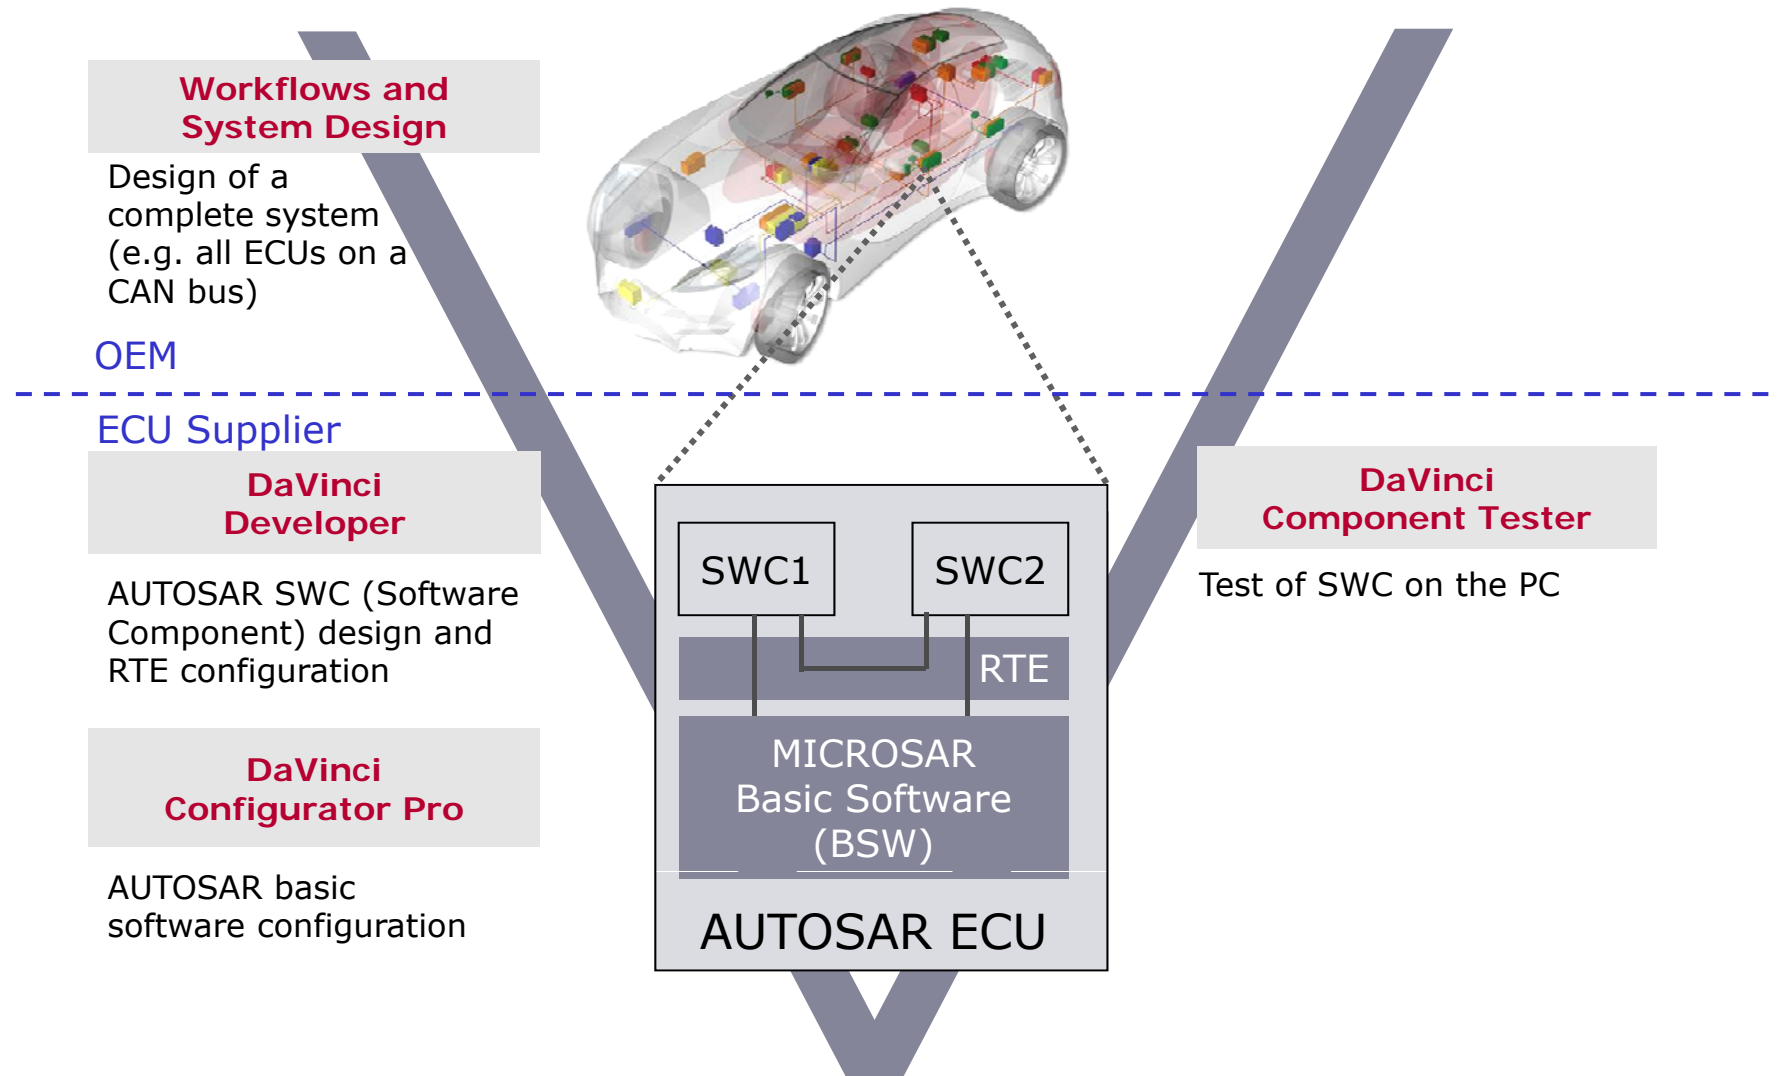 Workflows and
System Design
Design of a
complete system
(e.g. all ECUs on a
CAN bus)
OEM
ECU Supplier
DaVinci
Developer
AUTOSAR SWC (Software
Component) design and
RTE configuration
DaVinci
Configurator Pro
AUTOSAR basic
software configuration
SWC1
SWC2
RTE
MICROSAR
Basic Software
(BSW)
AUTOSAR ECU
DaVinci
Component Tester
Test of SWC on the PC